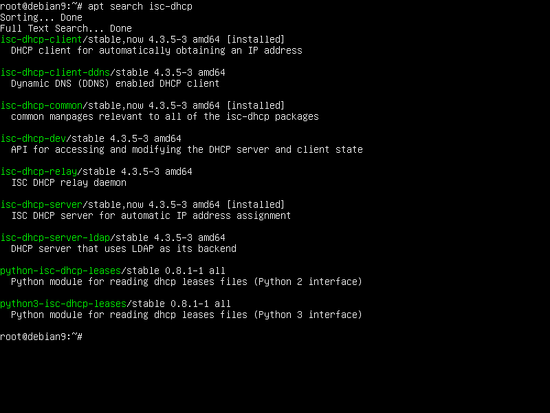 root@debian9:~# apt search isc-dhcp
Sorting... Done
Full Text Search... Done
isc-dhcp-client/stable,now 4.3.5-3 amd64 [installed]
  DHCP client for automatically obtaining an IP address

isc-dhcp-client-ddns/stable 4.3.5-3 amd64
  Dynamic DNS (DDNS) enabled DHCP client

isc-dhcp-common/stable,now 4.3.5-3 amd64 [installed]
  common manpages relevant to all of the isc-dhcp packages

isc-dhcp-dev/stable 4.3.5-3 amd64
  API for accessing and modifying the DHCP server and client state

isc-dhcp-relay/stable 4.3.5-3 amd64
  ISC DHCP relay daemon

isc-dhcp-server/stable,now 4.3.5-3 amd64 [installed]
  ISC DHCP server for automatic IP address assignment

isc-dhcp-server-ldap/stable 4.3.5-3 amd64
  DHCP server that uses LDAP as its backend

python-isc-dhcp-leases/stable 0.8.1-1 all
  Python module for reading dhcp leases files (Python 2 interface)

python3-isc-dhcp-leases/stable 0.8.1-1 all
  Python module for reading dhcp leases files (Python 3 interface)

root@debian9:~#